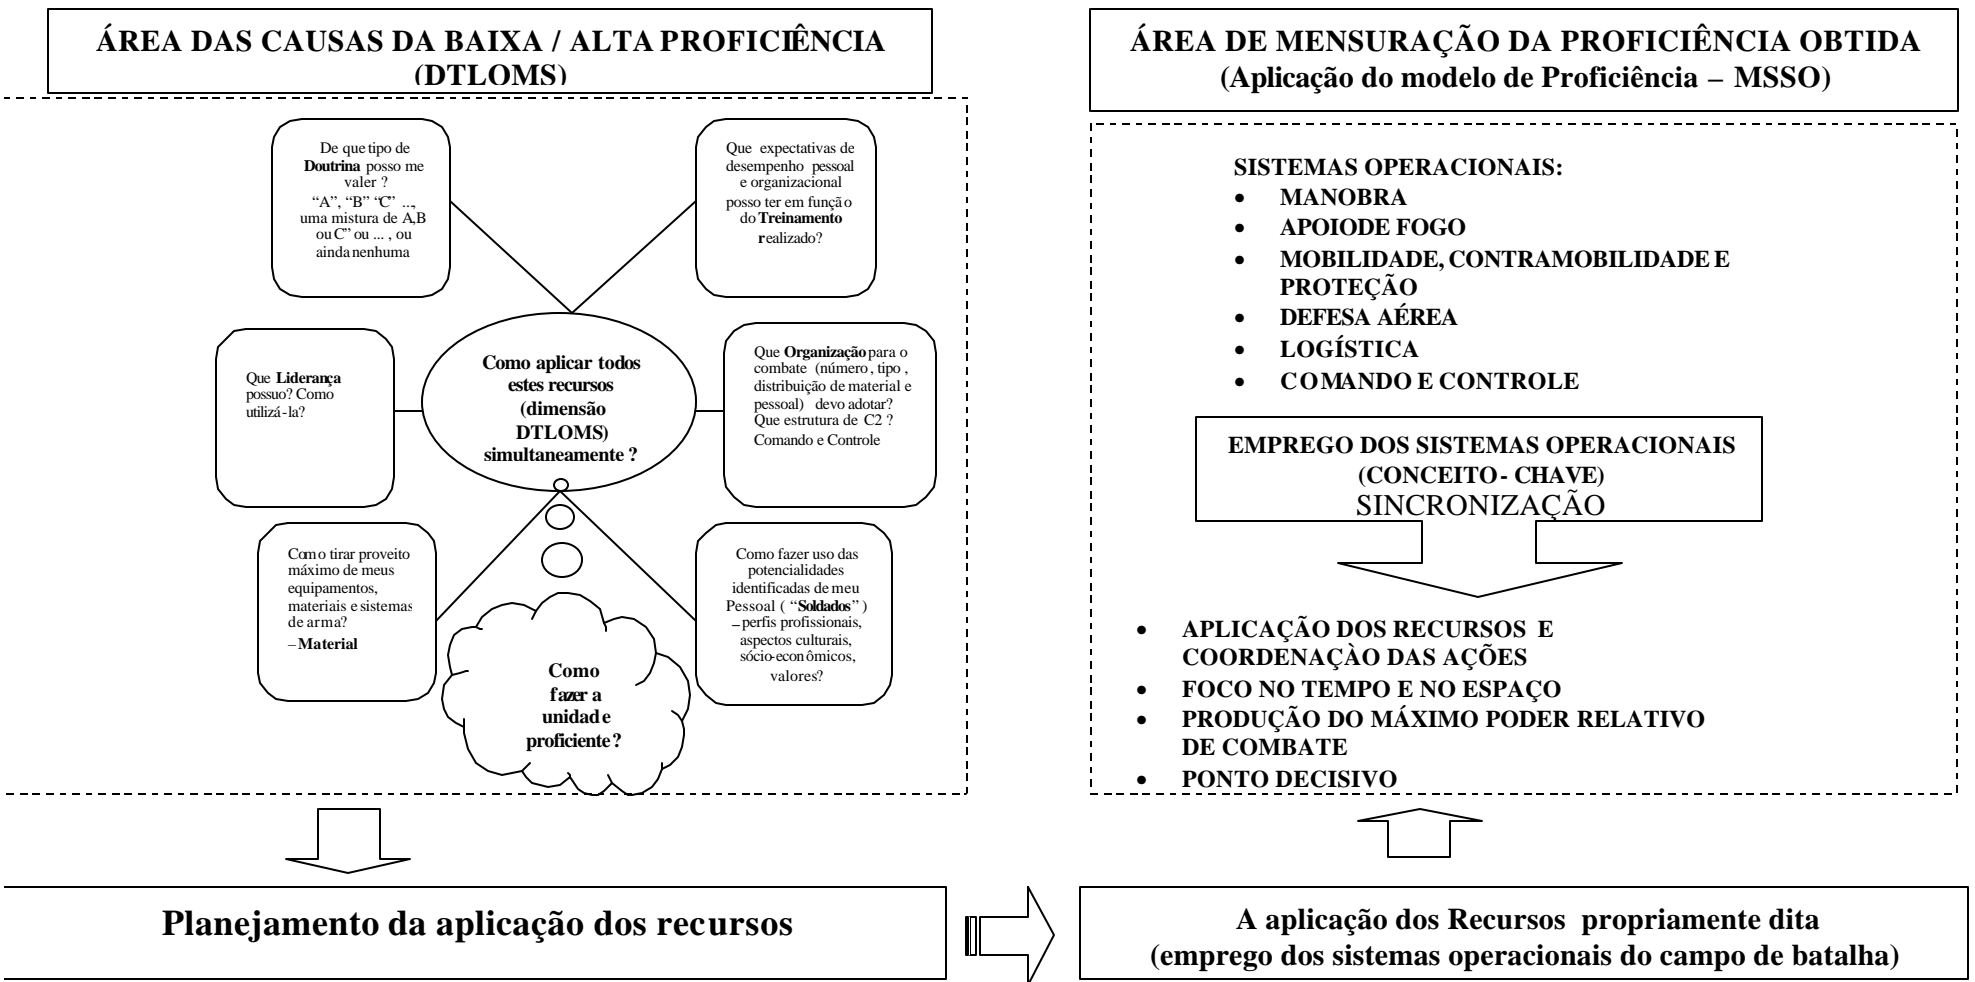 ÁREA DAS CAUSAS DA BAIXA / ALTA PROFICIÊNCIA
(DTLOMS)
De que tipo de
Doutrina posso me
valer ?
“A”, “B” “C” ...,
uma mistura de A,B
ou C” ou ... , ou
ainda nenhuma
Que expectativas de
desempenho pessoal
e organizacional
posso ter em função
do Treinamento
realizado?
Que Liderança
possuo? Como
utilizá-la?
Como aplicar todos
estes recursos
(dimensão
DTLOMS)
simultaneamente ?
Que Organização para o
combate (número, tipo ,
distribuição de material e
pessoal) devo adotar?
Que estrutura de C2 ?
Comando e Controle
Como tirar proveito
máximo de meus
equipamentos,
materiais e sistemas
de arma?
– Material
Como fazer uso das
potencialidades
identificadas de meu
Pessoal ( “Soldados” )
– perfis profissionais,
aspectos culturais,
sócio-econômicos,
valores?
Como
fazer a
unidade
proficiente ?
Planejamento da aplicação dos recursos
ÁREA DE MENSURAÇÃO DA PROFICIÊNCIA OBTIDA
(Aplicação do modelo de Proficiência – MSSO)
SISTEMAS OPERACIONAIS:
• MANOBRA
• APOIODE FOGO
• MOBILIDADE, CONTRAMOBILIDADE E
PROTEÇÃO
• DEFESA AÉREA
• LOGÍSTICA
• COMANDO E CONTROLE
EMPREGO DOS SISTEMAS OPERACIONAIS
(CONCEITO - CHAVE)
SINCRONIZAÇÃO
• APLICAÇÃO DOS RECURSOS E
COORDENAÇÀO DAS AÇÕES
• FOCO NO TEMPO E NO ESPAÇO
• PRODUÇÃO DO MÁXIMO PODER RELATIVO
DE COMBATE
• PONTO DECISIVO
A aplicação dos Recursos propriamente dita
(emprego dos sistemas operacionais do campo de batalha)